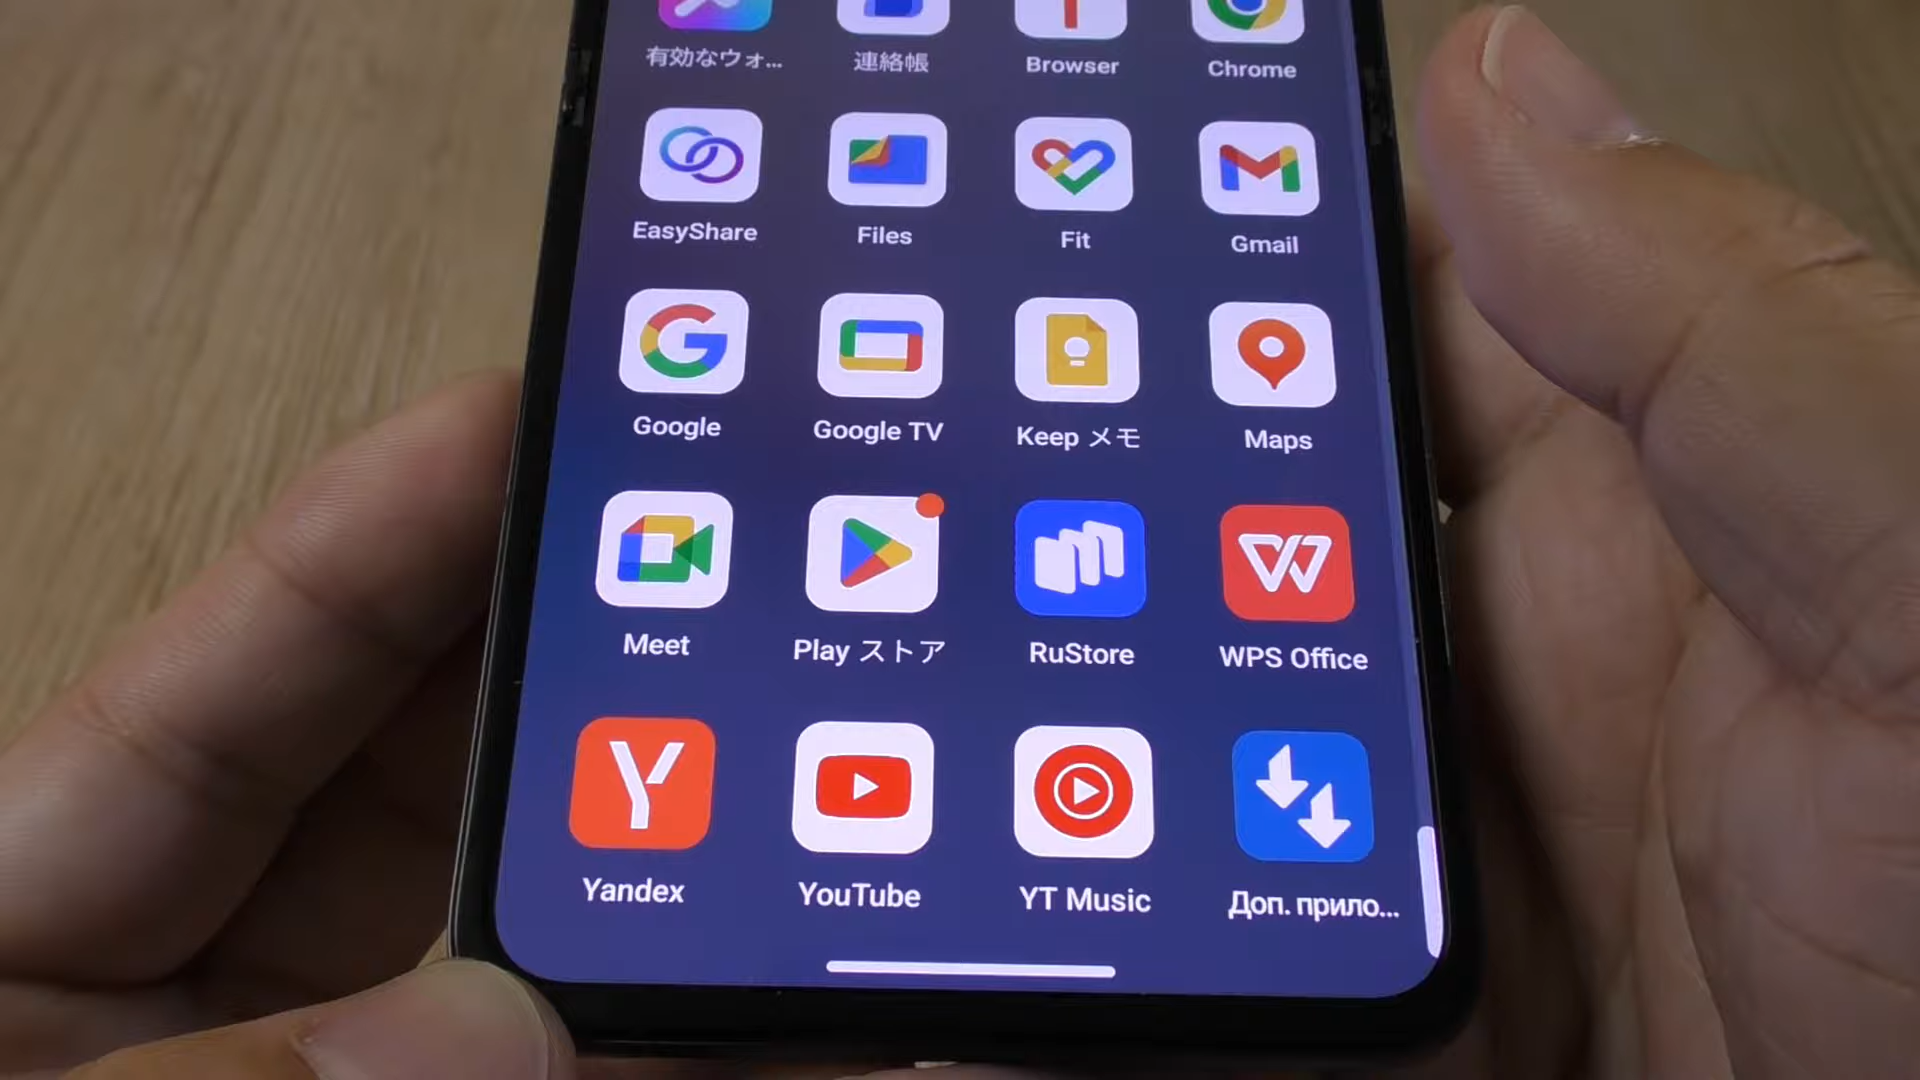 有効なウォ...
連絡帳
Browser
Chrome
EasyShare
Files
Fit
Gmail
Google
Google TV
Keep メモ
Maps
Meet
Play ストア
RuStore
WPS Office
Yandex
YouTube
YT Music
Доп. прило...